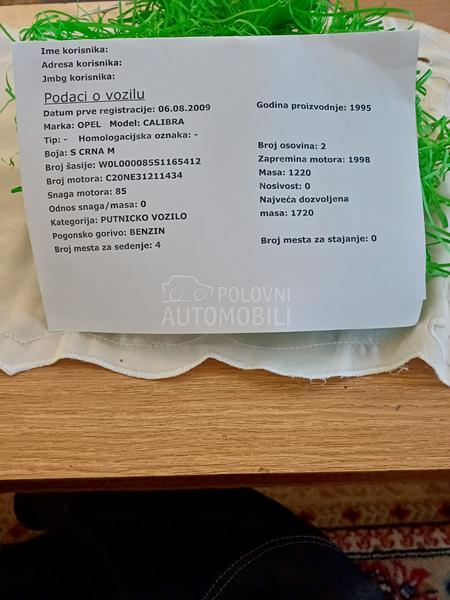 Ime korisnika:
Adresa korisnika:
Jmbg korisnika:
Podaci o vozilu
Datum prve registracije: 06.08.2009
Godina proizvodnje: 1995
Marka: OPEL Model: CALIBRA
Tip: - Homologacijska oznaka: -
Boja: S CRNA M
Broj osovina: 2
Broj šasije: W0L000085S1165412
Zapremina motora: 1998
Broj motora: C20NE31211434
Masa: 1220
Snaga motora: 85
Nosivost: 0
Odnos snaga/masa: 0
Najveća dozvoljena
masa: 1720
Kategorija: PUTNICKO VOZILO
Pogonsko gorivo: BENZIN
Broj mesta za sedenje: 4
Broj mesta za stajanje: 0
POLOVNI
AUTOMOBILI